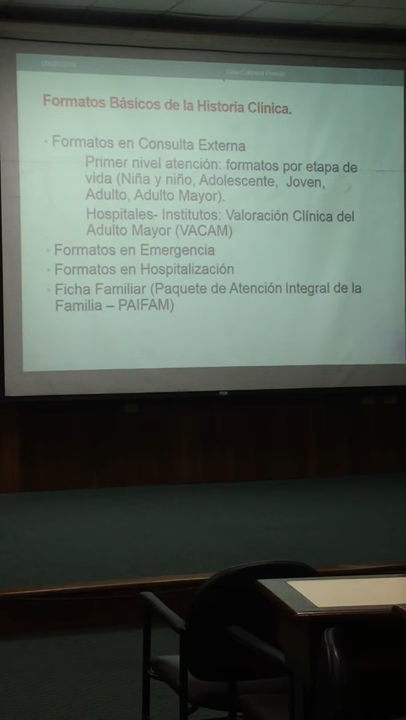 Formatos Básicos de la Historia Clínica.
• Formatos en Consulta Externa
Primer nivel atención: formatos por etapa de
vida (Niña y niño, Adolescente, Joven,
Adulto, Adulto Mayor).
Hospitales- Institutos: Valoración Clínica del
Adulto Mayor (VACAM)
• Formatos en Emergencia
• Formatos en Hospitalización
• Ficha Familiar (Paquete de Atención Integral de la
Familia – PAIFAM)